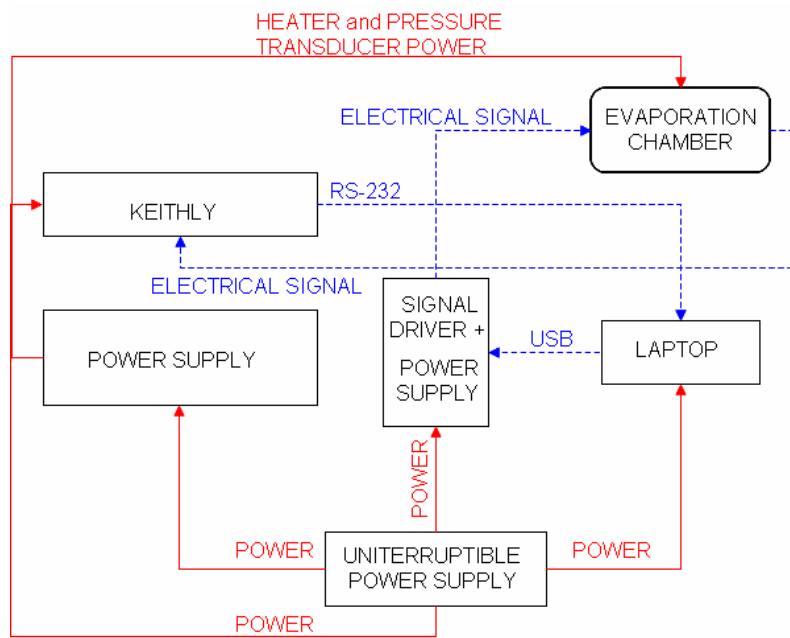 HEATER and PRESSURE
TRANSDUCER POWER
ELECTRICAL SIGNAL
EVAPORATION
CHAMBER
RS-232
KEITHLY
ELECTRICAL SIGNAL
SIGNAL
DRIVER +
POWER
SUPPLY
POWER SUPPLY
USB
LAPTOP
POWER
POWER
UNITERRUPTIBLE
POWER SUPPLY
POWER
POWER